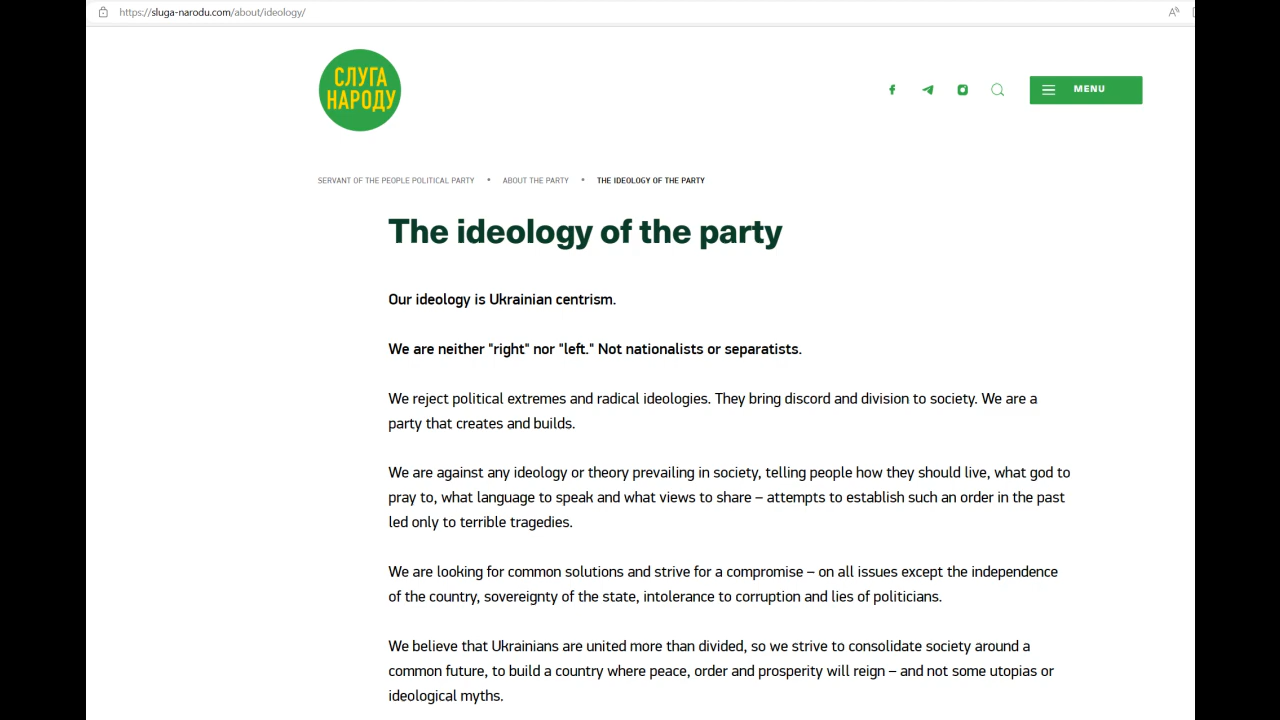 https://sluga-narodu.com/about/ideology/
СЛУГА
НАРОДУ
MENU
SERVANT OF THE PEOPLE POLITICAL PARTY • ABOUT THE PARTY • THE IDEOLOGY OF THE PARTY
The ideology of the party
Our ideology is Ukrainian centrism.
We are neither "right" nor "left." Not nationalists or separatists.
We reject political extremes and radical ideologies. They bring discord and division to society. We are a
party that creates and builds.
We are against any ideology or theory prevailing in society, telling people how they should live, what god to
pray to, what language to speak and what views to share – attempts to establish such an order in the past
led only to terrible tragedies.
We are looking for common solutions and strive for a compromise – on all issues except the independence
of the country, sovereignty of the state, intolerance to corruption and lies of politicians.
We believe that Ukrainians are united more than divided, so we strive to consolidate society around a
common future, to build a country where peace, order and prosperity will reign – and not some utopias or
ideological myths.